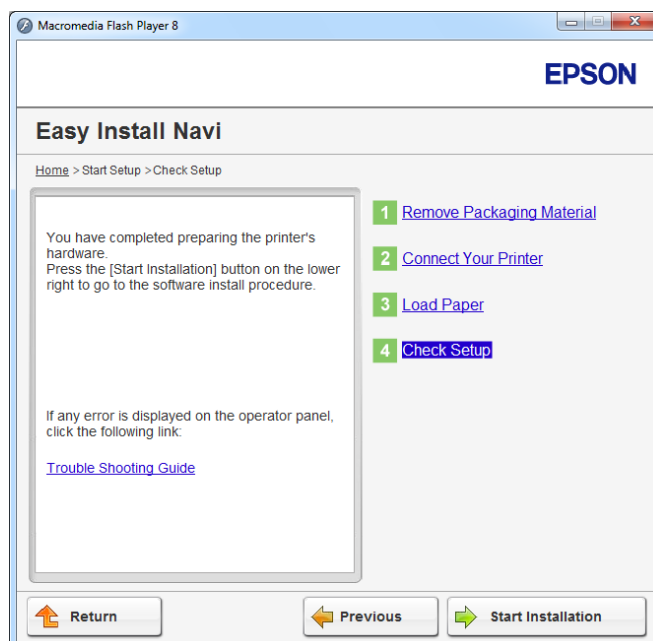 Macromedia Flash Player 8
EPSON
Easy Install Navi
Home > Start Setup >Check Setup
You have completed preparing the printer's
hardware.
Press the [Start Installation] button on the lower
right to go to the software install procedure.
If any error is displayed on the operator panel,
click the following link:
Trouble Shooting Guide
1 Remove Packaging Material
2 Connect Your Printer
3 Load Paper
4 Check Setup
Return
Previous
Start Installation